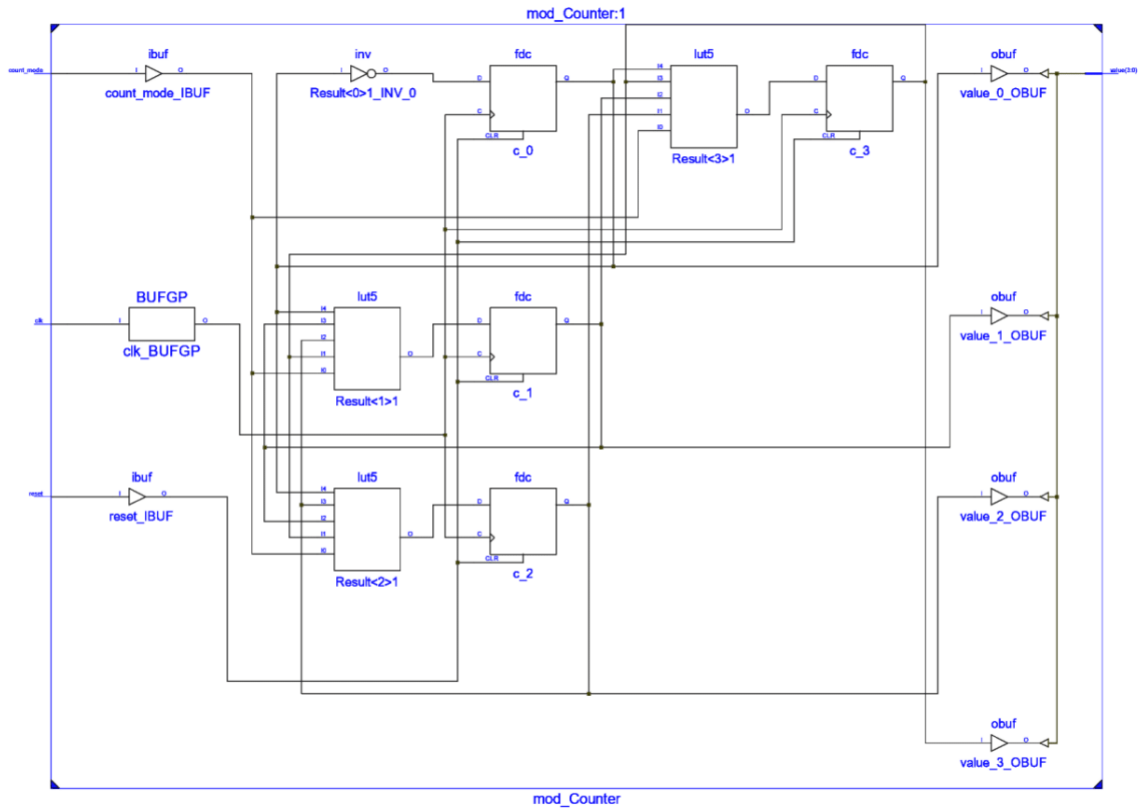 mod_Counter:1
ibuf
inv
fdc
lut5
fdc
obuf
count_mode
I
O
I
O
D
Q
I4
I3
I2
I1
I0
O
D
Q
I
O
value(3:0)
count_mode_IBUF
Result<0>1_INV_0
C
CLR
C
CLR
value_0_OBUF
c_0
Result<3>1
c_3
BUFGP
lut5
fdc
obuf
clk
I
O
I4
I3
I2
I1
I0
O
D
Q
C
CLR
I
O
clk_BUFGP
value_1_OBUF
Result<1>1
c_1
ibuf
lut5
fdc
obuf
reset
I
O
I4
I3
I2
I1
I0
O
D
Q
C
CLR
I
O
reset_IBUF
value_2_OBUF
Result<2>1
c_2
obuf
I
O
value_3_OBUF
mod_Counter